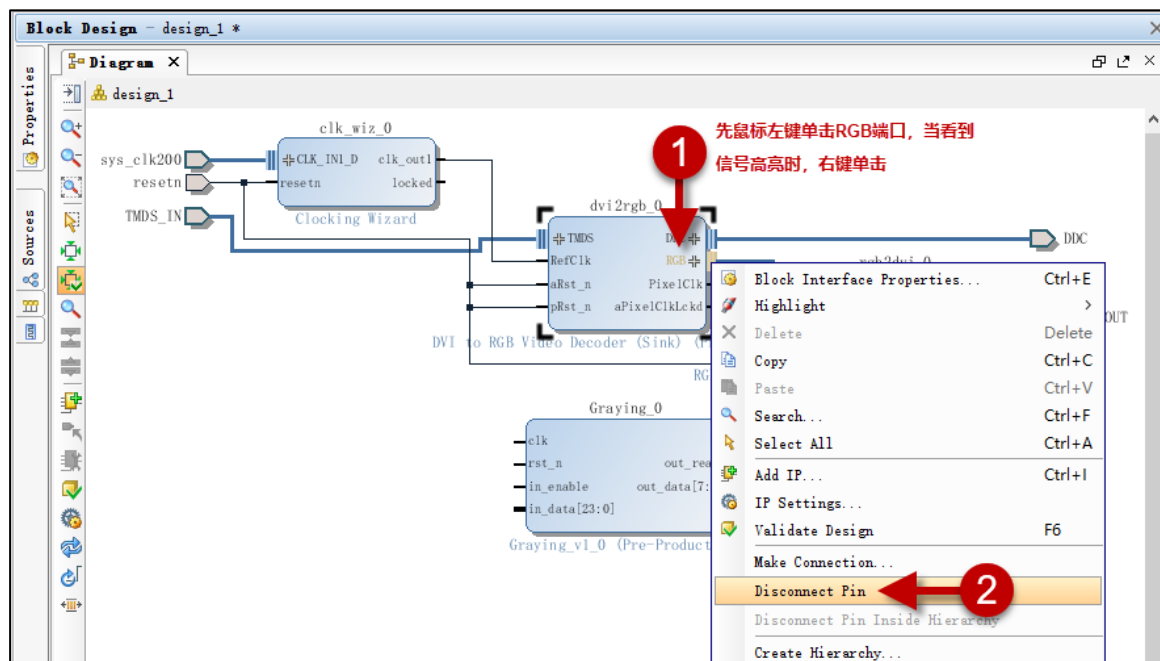 Block Design - design_1 *
Properties
Sources
Diagram
design_1
clk_wiz_0
sys_clk200
resetn
TMDS_IN
CLK_IN1_D
clk_out1
resetn
locked
Clocking Wizard
1
先鼠标左键单击RGB端口，当看到
信号高亮时，右键单击
dvi2rgb_0
TMDS
RefClk
RGB
aRst_n
PixelClk
pRst_n
aPixelClkLckd
DVI to RGB Video Decoder (Sink)
DDC
rgb2dvi_0
OUT
RG
Graying_0
clk
rst_n
out_rea
in_enable
out_data[7:
in_data[23:0]
Graying_v1_0 (Pre-Product
Block Interface Properties... Ctrl+E
Highlight
Delete Delete
Copy Ctrl+C
Paste Ctrl+V
Search... Ctrl+F
Select All Ctrl+A
Add IP... Ctrl+I
IP Settings...
Validate Design F6
Make Connection...
Disconnect Pin
2
Disconnect Pin Inside Hierarchy
Create Hierarchy...